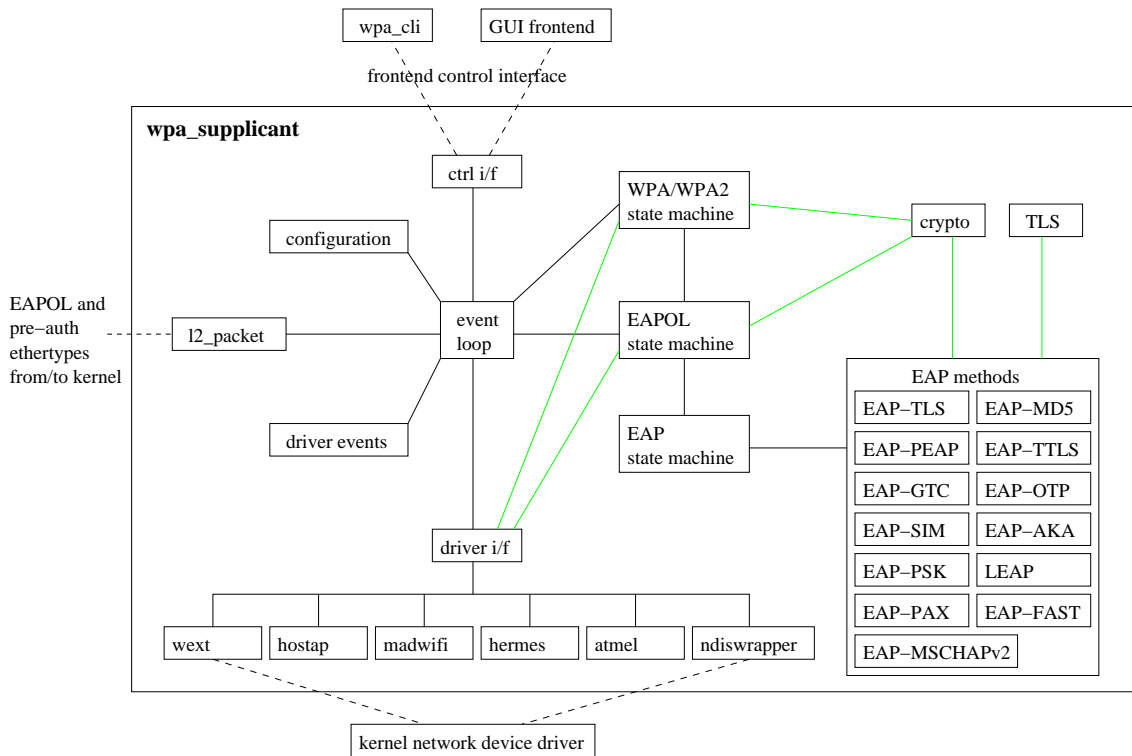 wpa_cli
GUI frontend
frontend control interface
wpa_supplicant
ctrl i/f
WPA/WPA2
state machine
crypto
TLS
configuration
EAPOL and
pre−auth
ethertypes
from/to kernel
l2_packet
event
loop
EAPOL
state machine
driver events
EAP
state machine
EAP methods
EAP−TLS
EAP−MD5
EAP−PEAP
EAP−TTLS
EAP−GTC
EAP−OTP
EAP−SIM
EAP−AKA
EAP−PSK
LEAP
EAP−PAX
EAP−FAST
EAP−MSCHAPv2
driver i/f
wext
hostap
madwifi
hermes
atmel
ndiswrapper
kernel network device driver